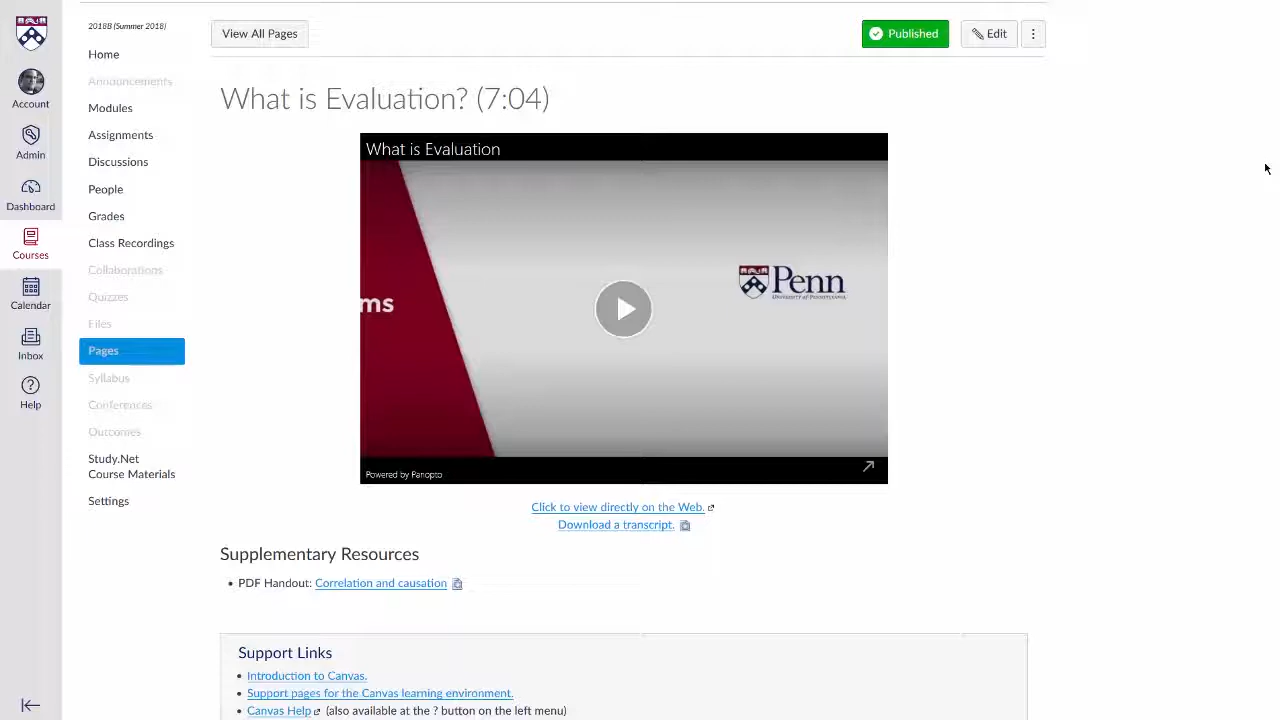 2018B (Summer 2018)
Home
Announcements
Modules
Assignments
Discussions
People
Grades
Class Recordings
Collaborations
Quizzes
Files
Pages
Syllabus
Conferences
Outcomes
Study.Net
Course Materials
Settings
Account
Admin
Dashboard
Courses
Calendar
Inbox
Help
View All Pages
Published
Edit
What is Evaluation? (7:04)
What is Evaluation
ms
Penn
UNIVERSITY OF PENNSYLVANIA
Powered by Panopto
Click to view directly on the Web.
Download a transcript.
Supplementary Resources
• PDF Handout: Correlation and causation
Support Links
• Introduction to Canvas.
• Support pages for the Canvas learning environment.
• Canvas Help (also available at the ? button on the left menu)